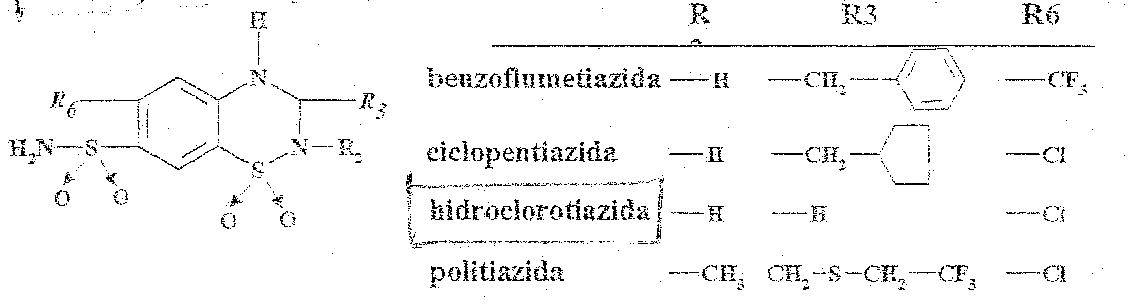 H
N
R6
R3
H2N—S
N—R2
S
O O
O O
R R3 R6
benzoflumetiazida —H —CH2— —CF3
ciclopentiazida —H —CH2— —Cl
hidroclorotiazida —H —H —Cl
politiazida —CH3 CH2—S—CH2—CF3 —Cl